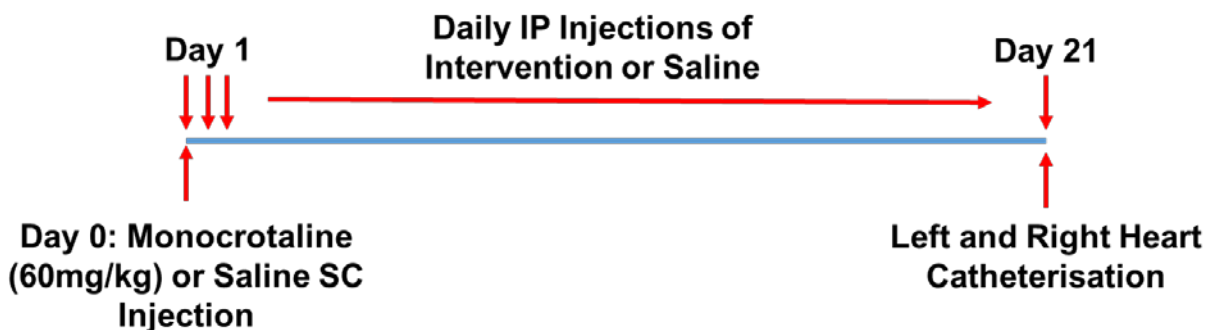 Daily IP Injections of
Intervention or Saline
Day 1
Day 21
Day 0: Monocrotaline
(60mg/kg) or Saline SC
Injection
Left and Right Heart
Catheterisation